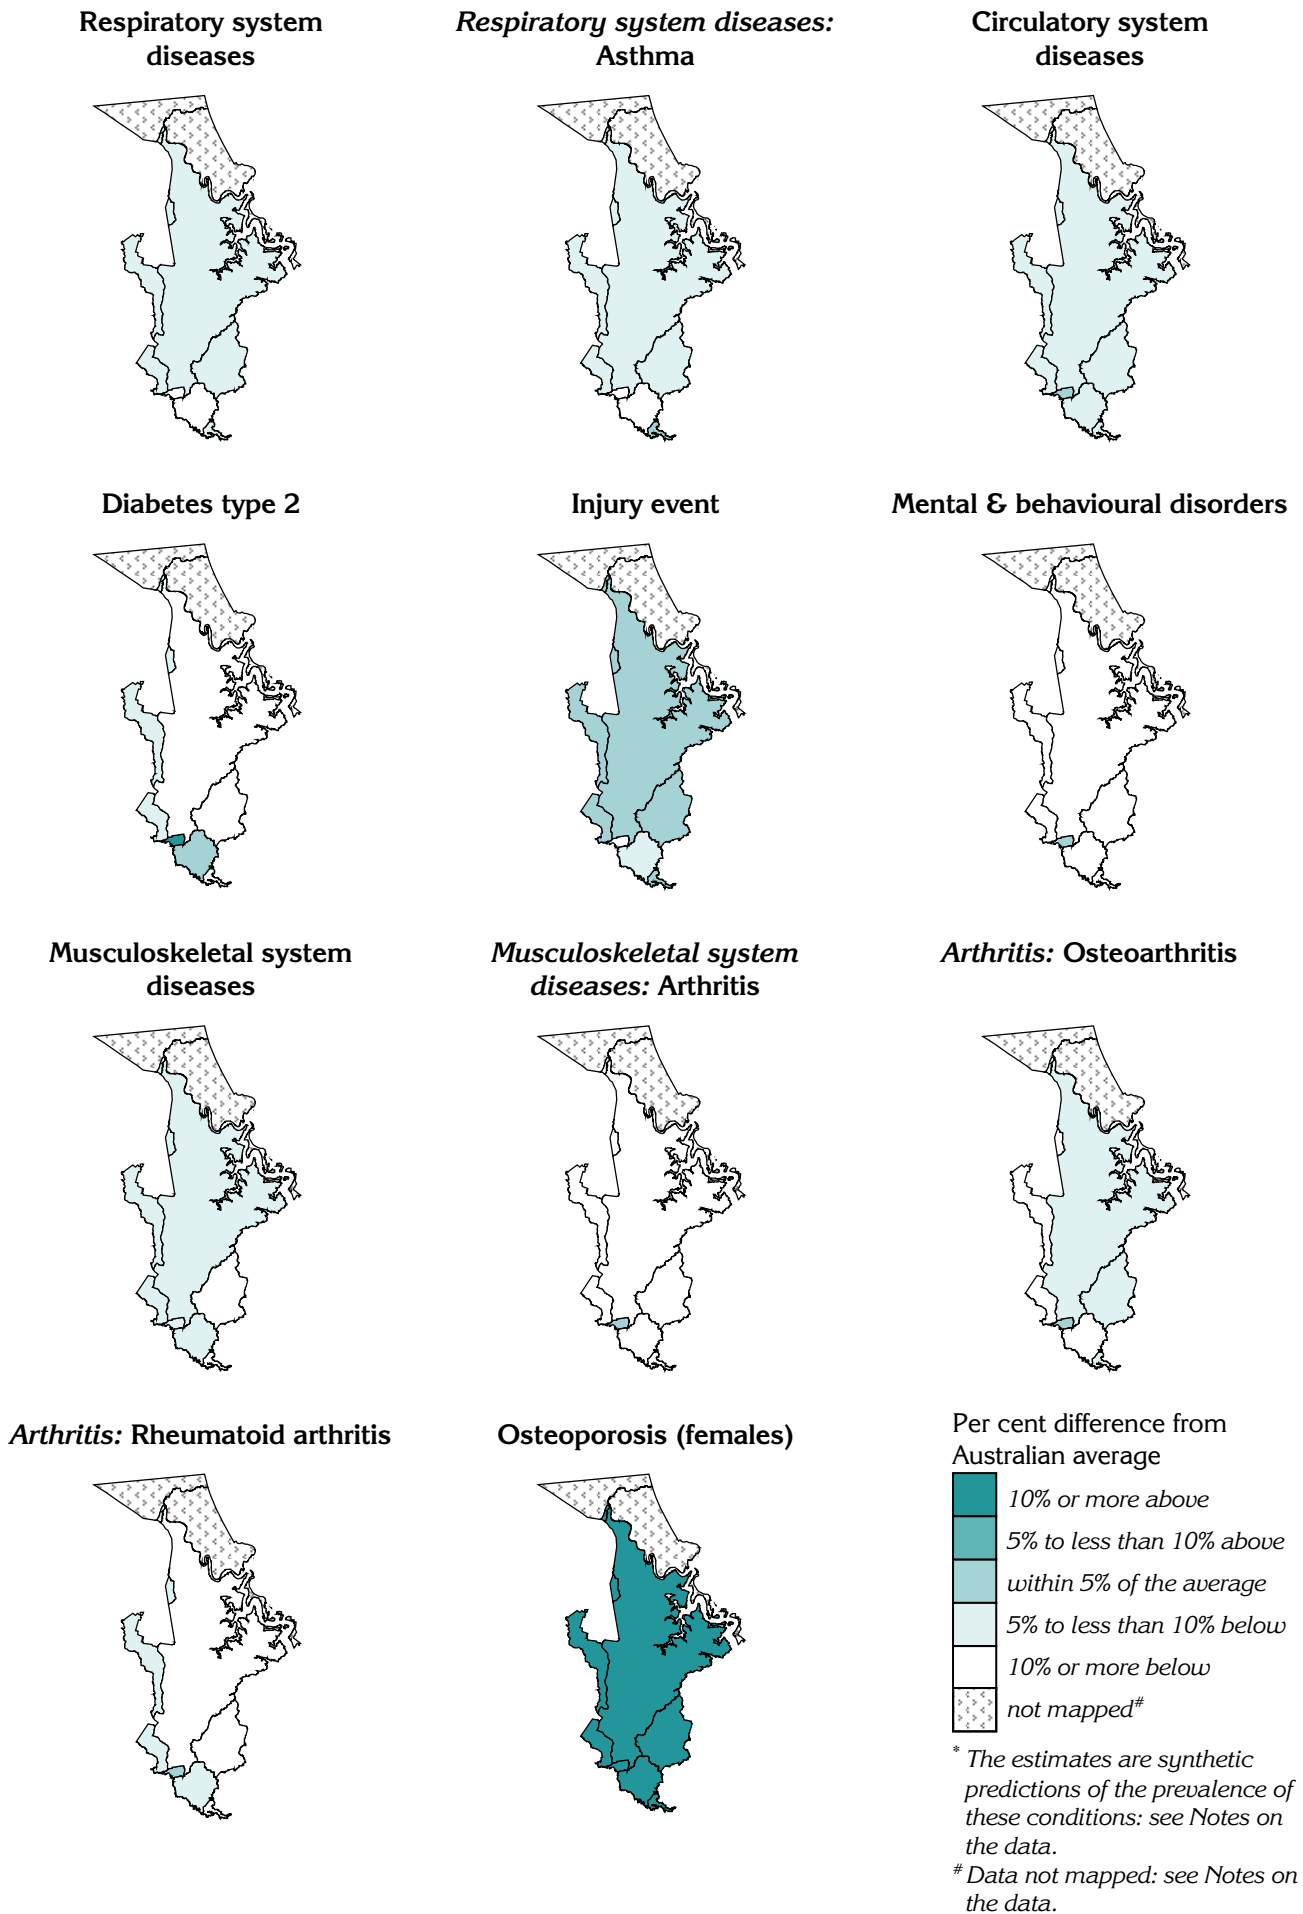 Respiratory system
diseases
Respiratory system diseases:
Asthma
Circulatory system
diseases
Diabetes type 2
Injury event
Mental & behavioural disorders
Musculoskeletal system
diseases
Musculoskeletal system
diseases: Arthritis
Arthritis: Osteoarthritis
Arthritis: Rheumatoid arthritis
Osteoporosis (females)
Per cent difference from
Australian average
10% or more above
5% to less than 10% above
within 5% of the average
5% to less than 10% below
10% or more below
not mapped#
* The estimates are synthetic
predictions of the prevalence of
these conditions: see Notes on
the data.
# Data not mapped: see Notes on
the data.